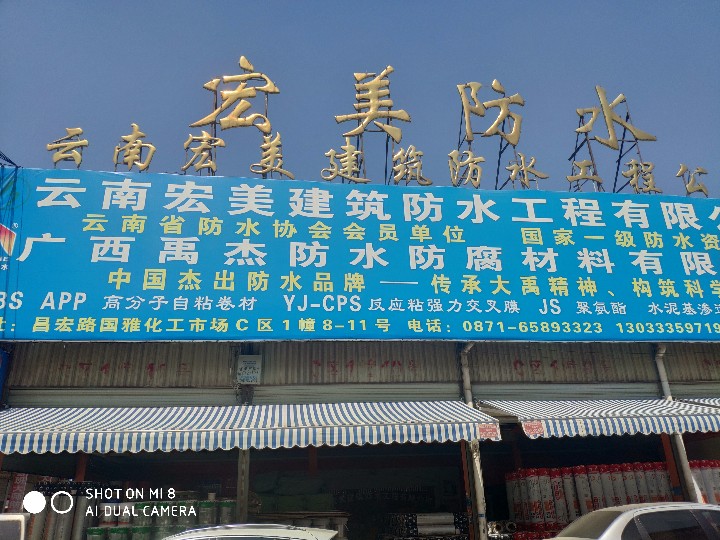 宏美防水
云南宏美建筑防水工程公
云南宏美建筑防水工程有限公
云南省防水协会会员单位 国家一级防水资
广西禹杰防水防腐材料有限
中国杰出防水品牌——传承大禹精神、构筑科学
BS APP 高分子自粘卷材 YJ-CPS 反应粘强力交叉膜 JS 聚氨酯 水泥基渗透
址：昌宏路国雅化工市场C区1幢8-11号 电话：0871-65893323 13033359719
SHOT ON MI 8
AI DUAL CAMERA